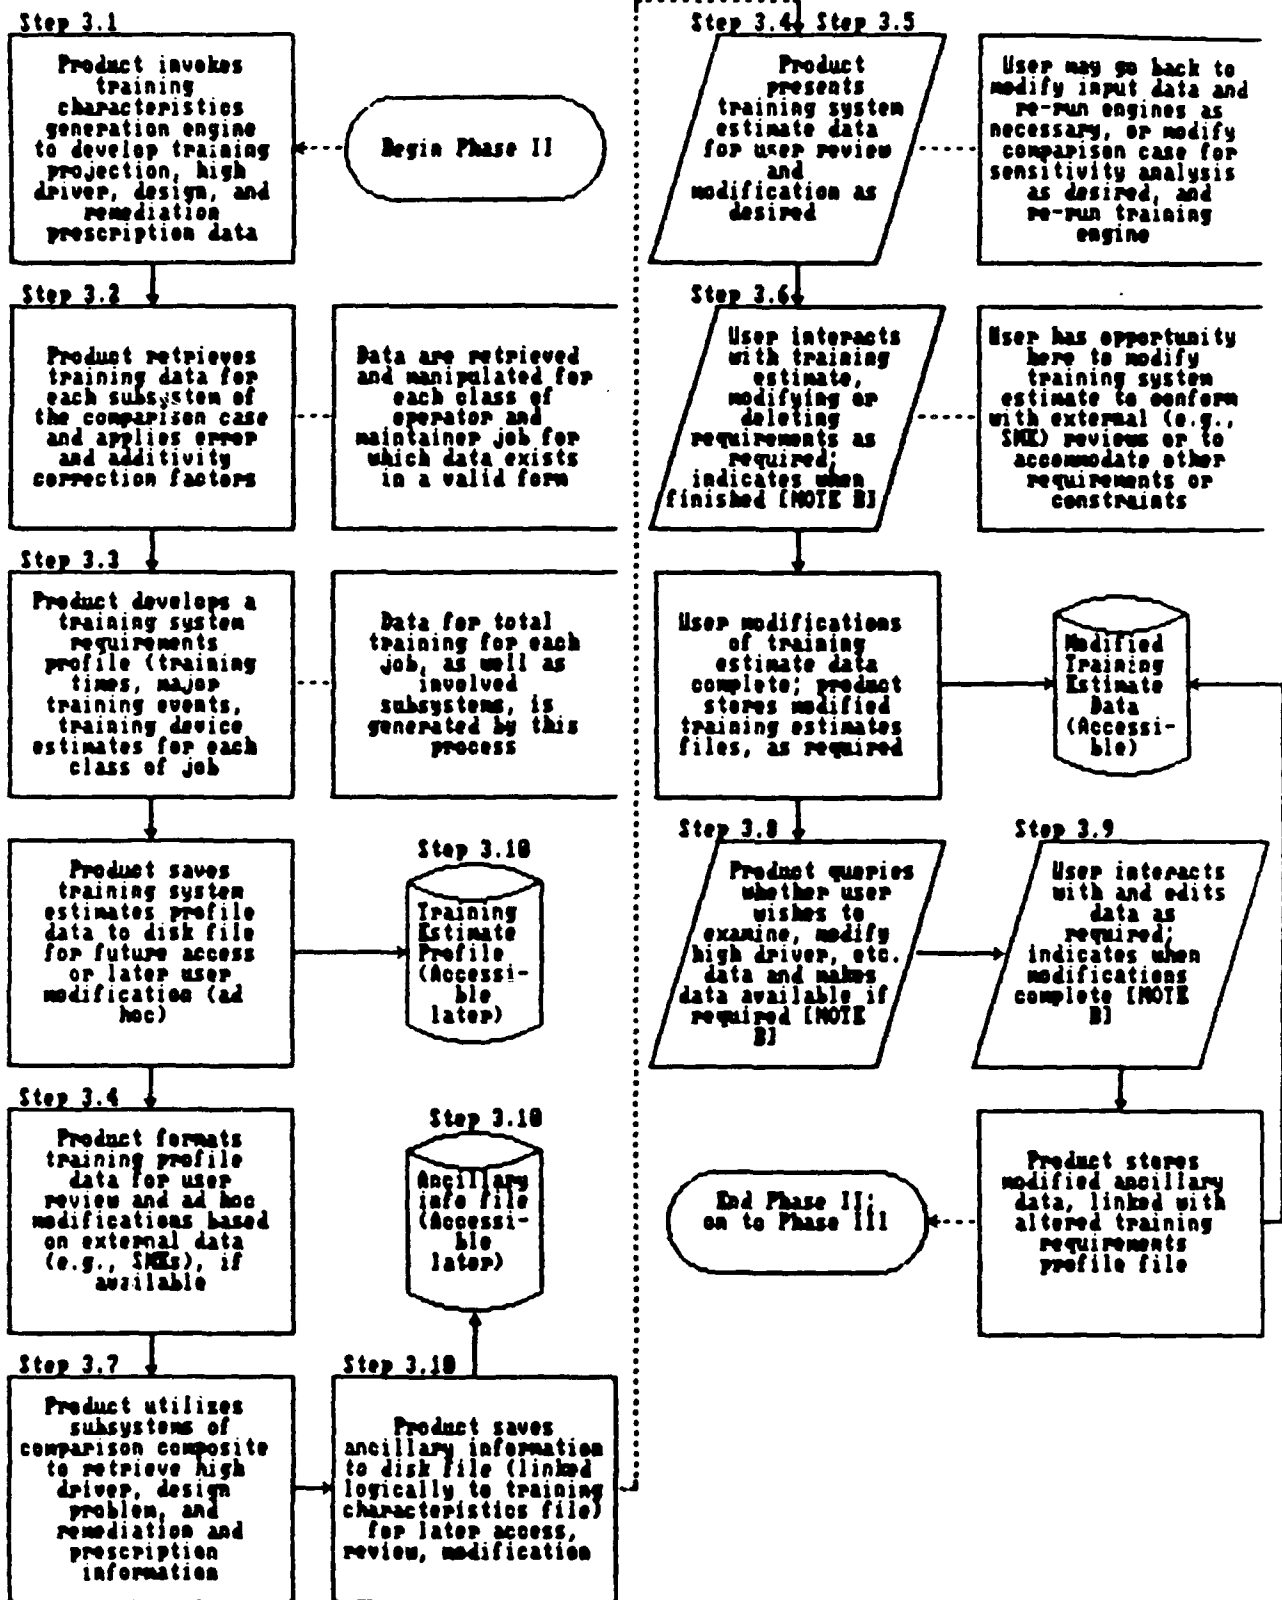 Step 3.1
Product invokes
training
characteristics
generation engine
to develop training
projection, high
driver, design, and
remediation
prescription data
Begin Phase II
Step 3.2
Product retrieves
training data for
each subsystem of
the comparison case
and applies error
and additivity
correction factors
Data are retrieved
and manipulated for
each class of
operator and
maintainer job for
which data exists
in a valid form
Step 3.3
Product develops a
training system
requirements
profile (training
times, major
training events,
training device
estimates for each
class of job
Data for total
training for each
job, as well as
involved
subsystems, is
generated by this
process
Product saves
training system
estimates profile
data to disk file
for future access
or later user
modification (ad
hoc)
Step 3.10
Training
Estimate
Profile
(Accessi-
ble
later)
Step 3.4
Product formats
training profile
data for user
review and ad hoc
modifications based
on external data
(e.g., SMEs), if
available
Step 3.10
Ancillary
info file
(Accessi-
ble
later)
Step 3.7
Product utilizes
subsystems of
comparison composite
to retrieve high
driver, design
problem, and
remediation and
prescription
information
Step 3.10
Product saves
ancillary information
to disk file (linked
logically to training
characteristics file)
for later access,
review, modification
Step 3.4 Step 3.5
Product
presents
training system
estimate data
for user review
and
modification as
desired
User may go back to
modify input data and
re-run engines as
necessary, or modify
comparison case for
sensitivity analysis
as desired, and
re-run training
engine
Step 3.6
User interacts
with training
estimate,
modifying or
deleting
requirements as
required;
indicates when
finished [NOTE B]
User has opportunity
here to modify
training system
estimate to conform
with external (e.g.,
SME) reviews or to
accommodate other
requirements or
constraints
User modifications
of training
estimate data
complete; product
stores modified
training estimates
files, as required
Modified
Training
Estimate
Data
(Accessi-
ble)
Step 3.8
Product queries
whether user
wishes to
examine, modify
high driver, etc.
data and makes
data available if
required [NOTE
B]
Step 3.9
User interacts
with and edits
data as
required;
indicates when
modifications
complete [NOTE
B]
Product stores
modified ancillary
data, linked with
altered training
requirements
profile file
End Phase II;
on to Phase III